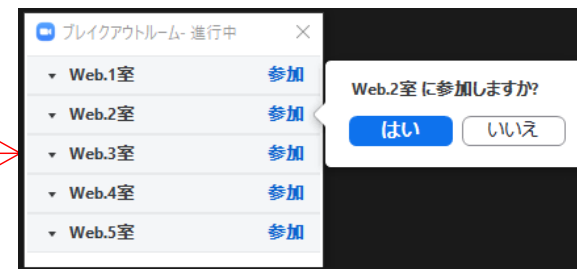 ブレイクアウトルーム- 進行中
Web.1室 参加
Web.2室 参加
Web.3室 参加
Web.4室 参加
Web.5室 参加
Web.2室 に参加しますか?
はい いいえ